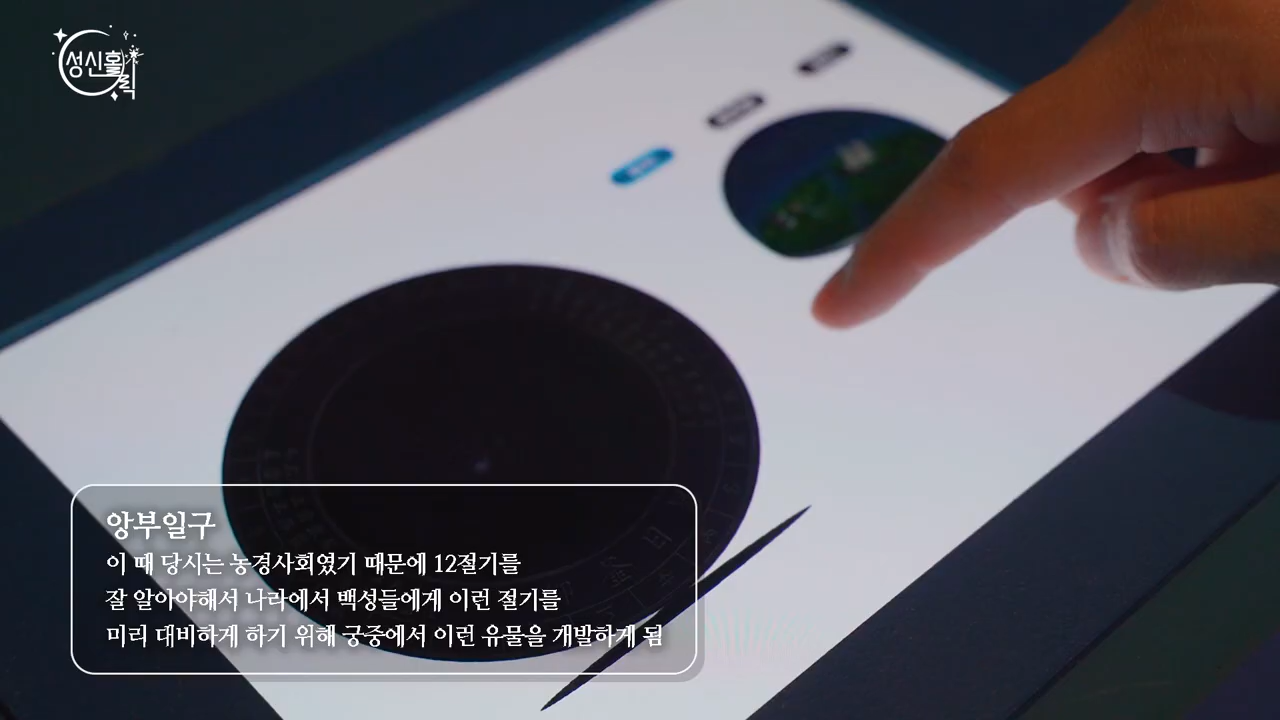 성신홀릭
앙부일구
이 때 당시는 농경사회였기 때문에 12절기를
잘 알아야해서 나라에서 백성들에게 이런 절기를
미리 대비하게 하기 위해 궁중에서 이런 유물을 개발하게 됨